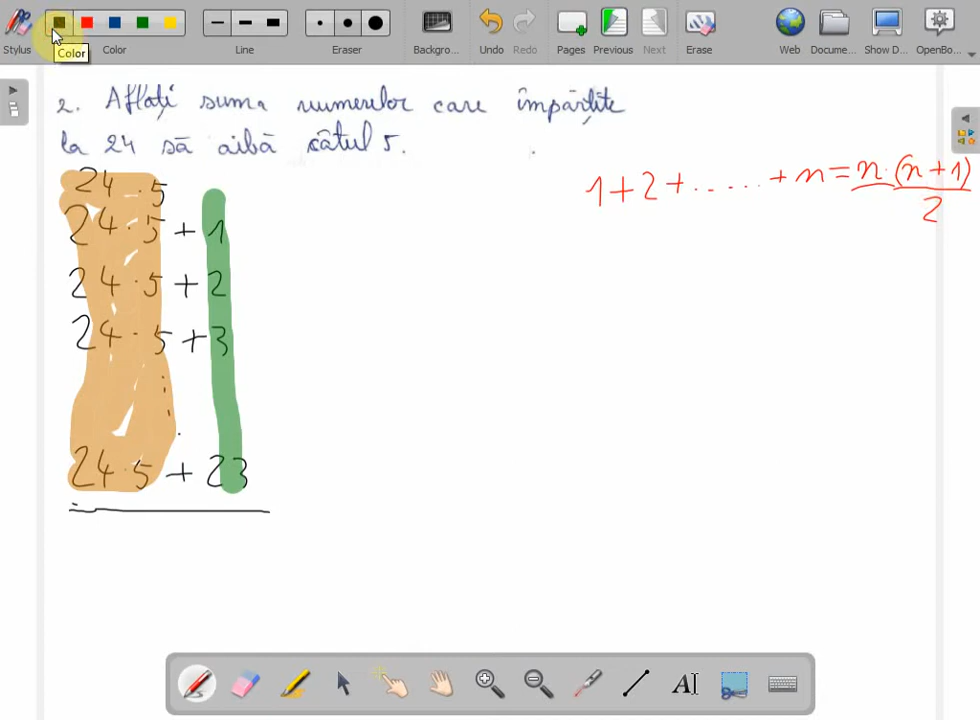 Stylus
Color
Line
Eraser
Backgro...
Undo
Redo
Pages
Previous
Next
Erase
Web
Docume...
Show D...
OpenBo...
Color
2. Aflați suma numerelor care împărțite
la 24 să aibă câtul 5.
1+2+.....+n=n·(n+1)
2
24·5
24·5+1
24·5+2
24·5+3
24·5+23